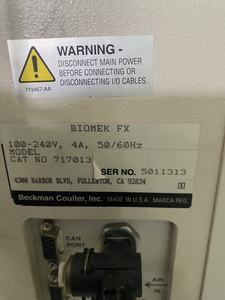 WARNING -
DISCONNECT MAIN POWER
BEFORE CONNECTING OR
DISCONNECTING I/O CABLES.
719467-AA
BIOMEK FX
100-240V, 4A, 50/60Hz
MODEL
CAT NO 717013
SER NO. 5011313
4300 HARBOR BLVD, FULLERTON, CA 92834
Beckman Coulter, Inc. MADE IN U.S.A. MARCA REG.
CAN
PORT
AUX